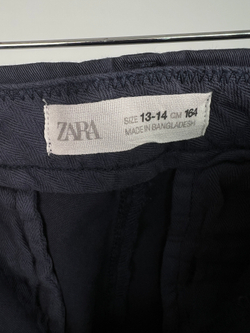 ZARA
SIZE 13-14 CM 164
MADE IN BANGLADESH